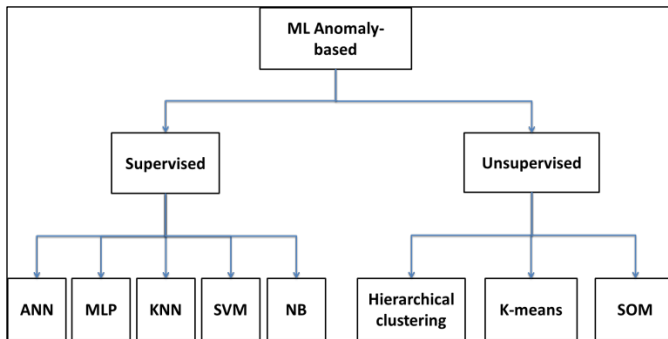 ML Anomaly-
based
Supervised
Unsupervised
ANN
MLP
KNN
SVM
NB
Hierarchical
clustering
K-means
SOM